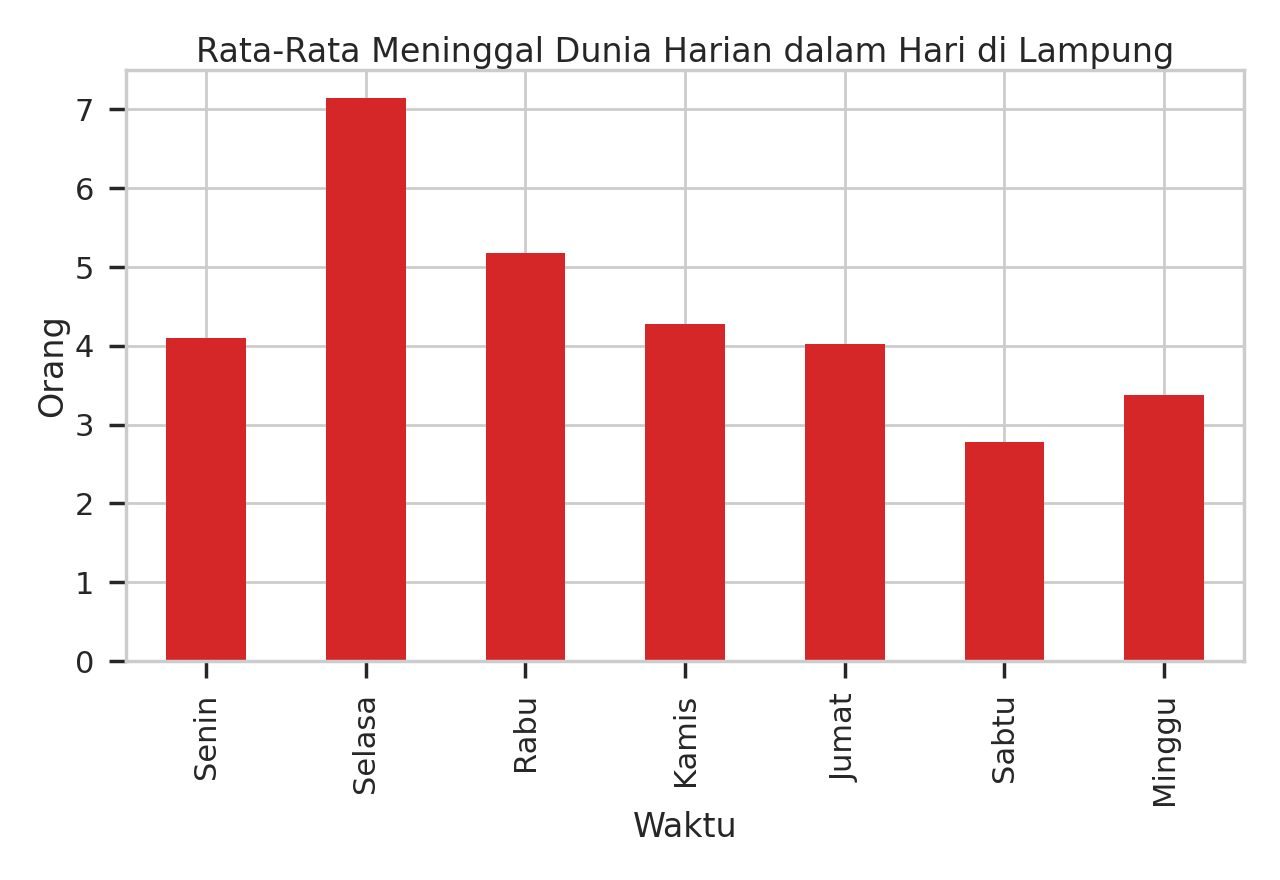 Rata-Rata Meninggal Dunia Harian dalam Hari di Lampung
Orang
7
6
5
4
3
2
1
0
Senin
Selasa
Rabu
Kamis
Jumat
Sabtu
Minggu
Waktu